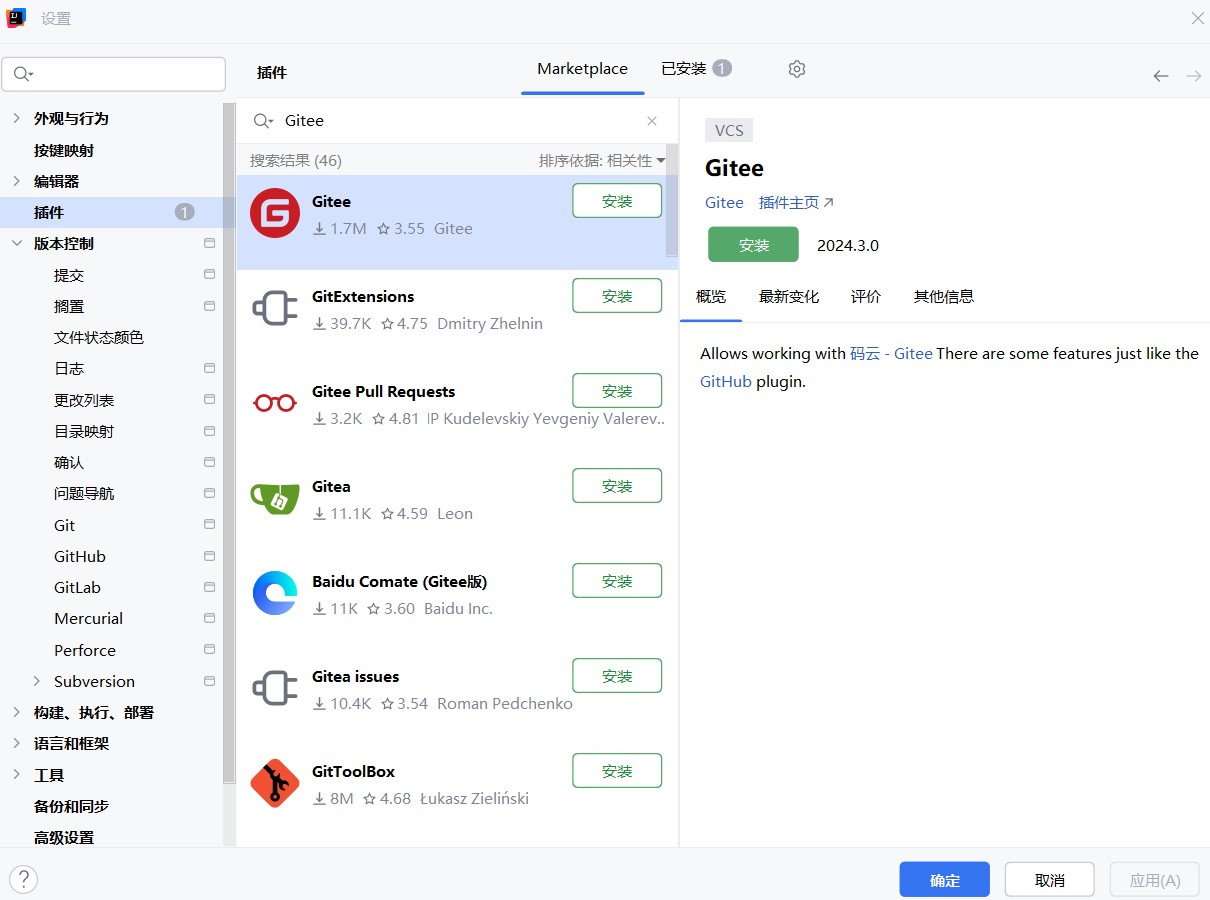 设置
插件
Marketplace
已安装 1
外观与行为
按键映射
编辑器
插件 1
版本控制
提交
搁置
文件状态颜色
日志
更改列表
目录映射
确认
问题导航
Git
GitHub
GitLab
Mercurial
Perforce
Subversion
构建、执行、部署
语言和框架
工具
备份和同步
高级设置
Gitee
搜索结果 (46) 排序依据: 相关性
Gitee 安装
1.7M 3.55 Gitee
GitExtensions 安装
39.7K 4.75 Dmitry Zhelnin
Gitee Pull Requests 安装
3.2K 4.81 IP Kudelevskiy Yevgeniy Valerev..
Gitea 安装
11.1K 4.59 Leon
Baidu Comate (Gitee版) 安装
11K 3.60 Baidu Inc.
Gitea issues 安装
10.4K 3.54 Roman Pedchenko
GitToolBox 安装
8M 4.68 Łukasz Zieliński
VCS
Gitee
Gitee 插件主页
安装 2024.3.0
概览 最新变化 评价 其他信息
Allows working with 码云 - Gitee There are some features just like the
GitHub plugin.
?
确定 取消 应用(A)